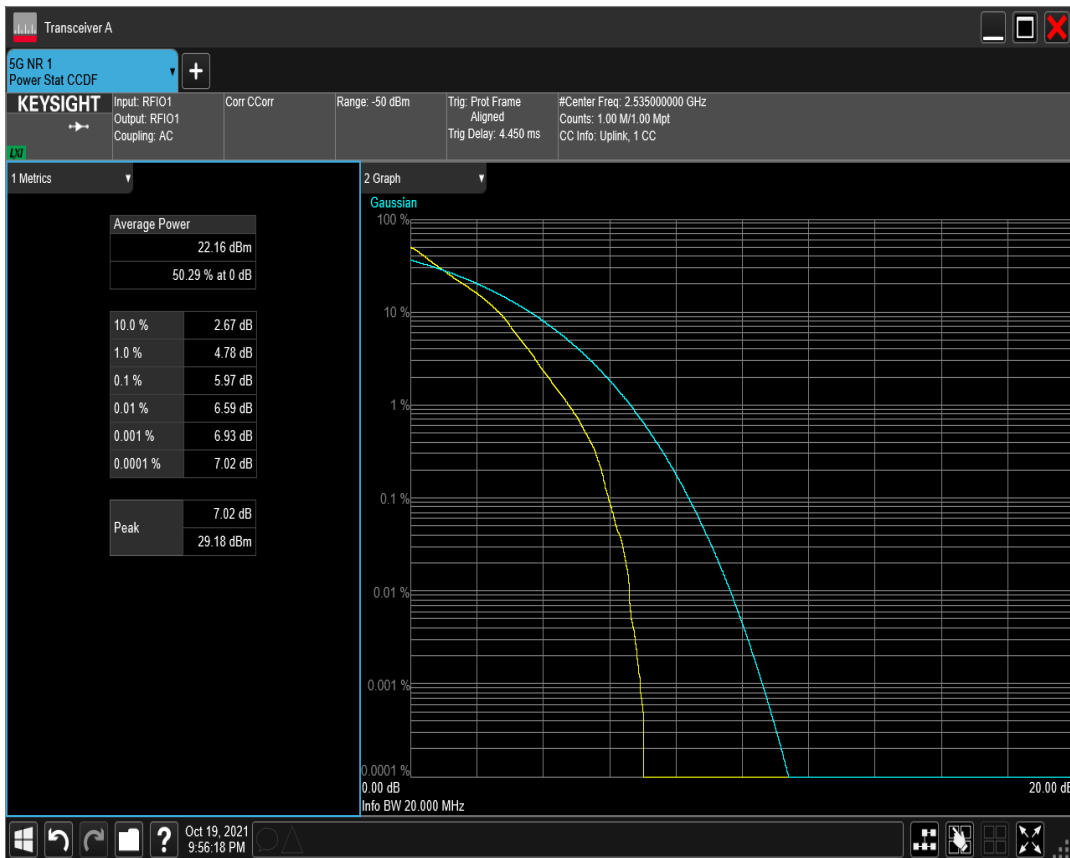 Transceiver A
5G NR 1
Power Stat CCDF
+
KEYSIGHT
LXI
Input: RFIO1
Output: RFIO1
Coupling: AC
Corr CCorr
Range: -50 dBm
Trig: Prot Frame
Aligned
Trig Delay: 4.450 ms
#Center Freq: 2.535000000 GHz
Counts: 1.00 M/1.00 Mpt
CC Info: Uplink, 1 CC
1 Metrics
Average Power
22.16 dBm
50.29 % at 0 dB
10.0 % 2.67 dB
1.0 % 4.78 dB
0.1 % 5.97 dB
0.01 % 6.59 dB
0.001 % 6.93 dB
0.0001 % 7.02 dB
Peak
7.02 dB
29.18 dBm
2 Graph
Gaussian
100 %
10 %
1 %
0.1 %
0.01 %
0.001 %
0.0001 %
0.00 dB 20.00 dB
Info BW 20.000 MHz
?
Oct 19, 2021
9:56:18 PM